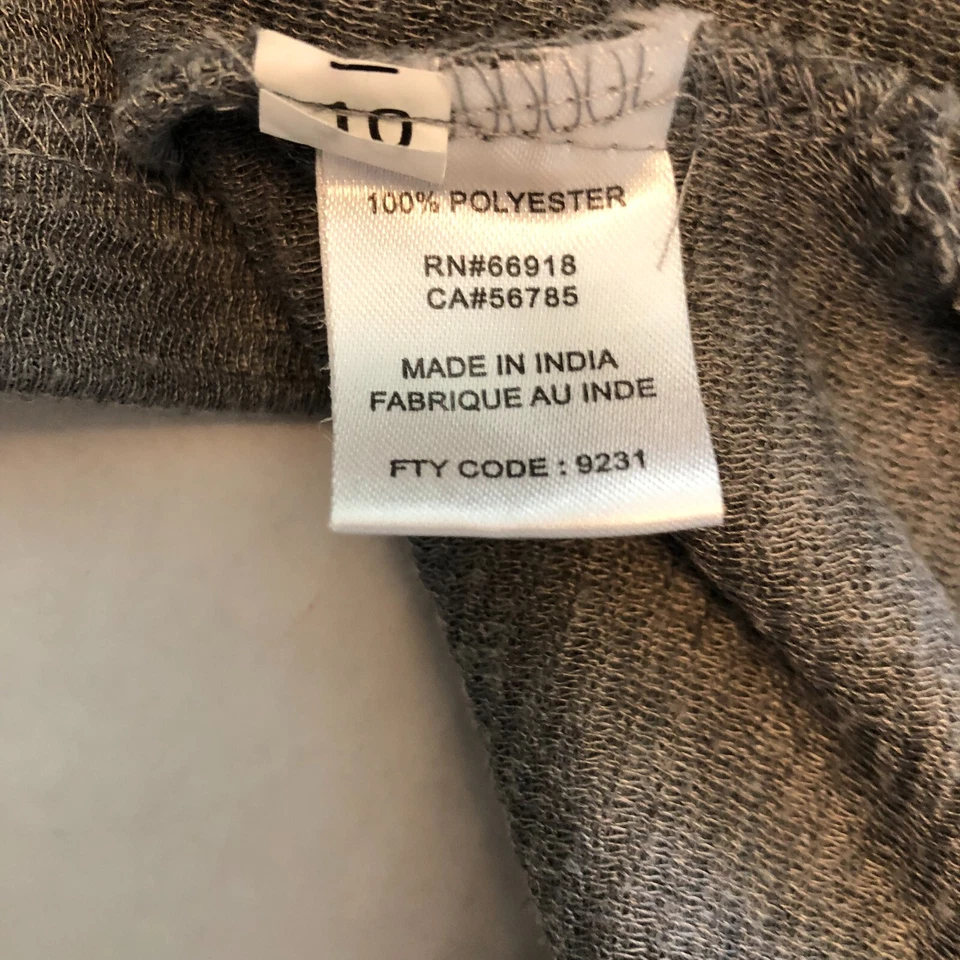 10
100% POLYESTER
RN#66918
CA#56785
MADE IN INDIA
FABRIQUE AU INDE
FTY CODE : 9231